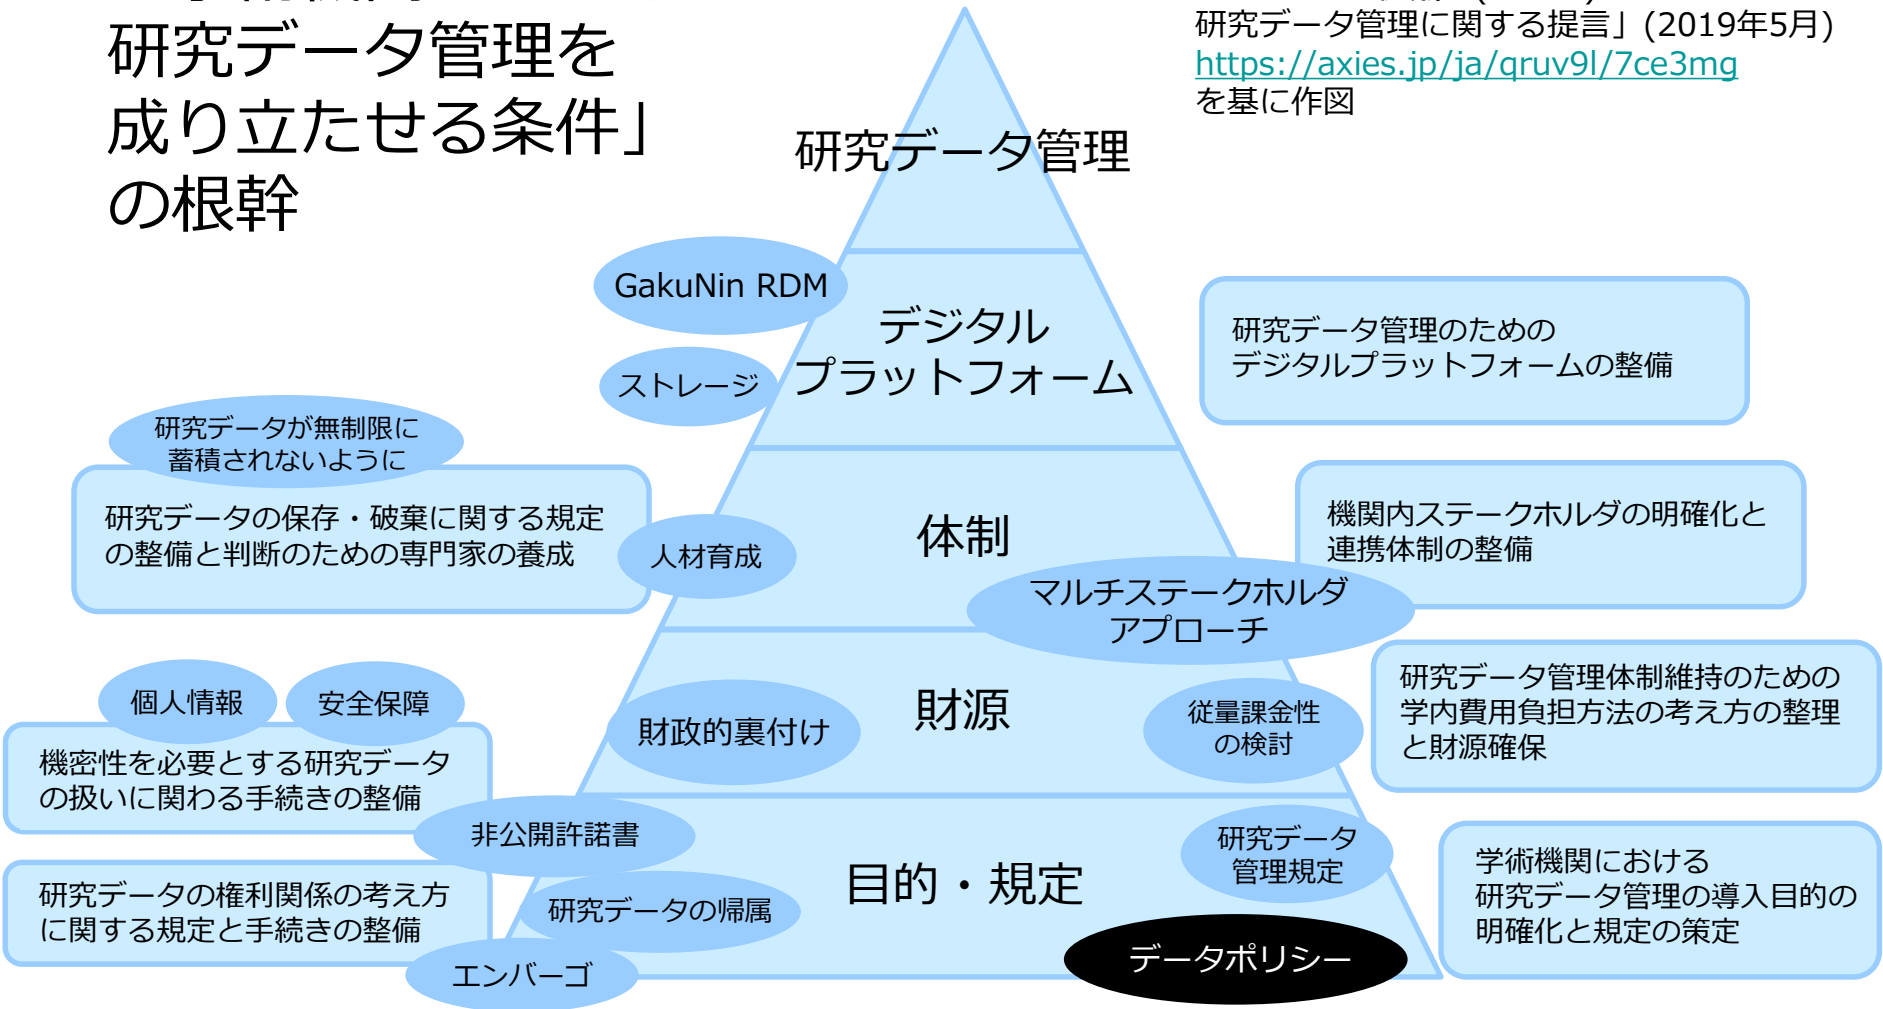 研究データ管理を
成り立たせる条件」
の根幹
研究データ管理に関する提言」(2019年5月)
https://axies.jp/ja/qruv9l/7ce3mg
を基に作図
研究データ管理
GakuNin RDM
デジタル
プラットフォーム
ストレージ
研究データ管理のための
デジタルプラットフォームの整備
研究データが無制限に
蓄積されないように
研究データの保存・破棄に関する規定
の整備と判断のための専門家の養成
人材育成
体制
機関内ステークホルダの明確化と
連携体制の整備
マルチステークホルダ
アプローチ
個人情報
安全保障
機密性を必要とする研究データ
の扱いに関わる手続きの整備
財政的裏付け
財源
従量課金性
の検討
研究データ管理体制維持のための
学内費用負担方法の考え方の整理
と財源確保
非公開許諾書
研究データの権利関係の考え方
に関する規定と手続きの整備
研究データの帰属
エンバーゴ
目的・規定
研究データ
管理規定
データポリシー
学術機関における
研究データ管理の導入目的の
明確化と規定の策定